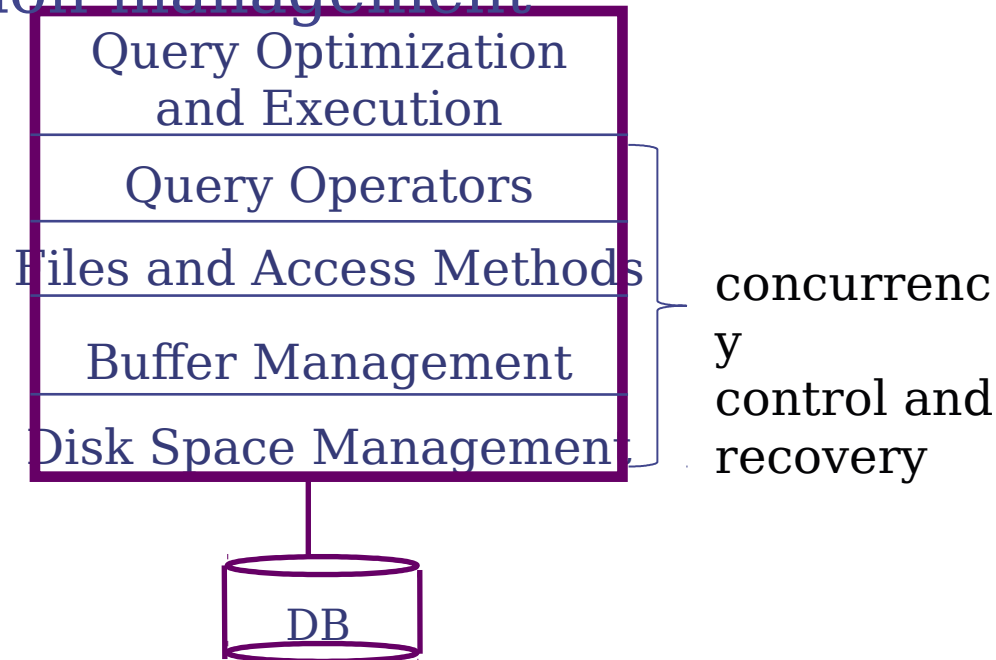 management
Query Optimization
and Execution
Query Operators
Files and Access Methods
Buffer Management
Disk Space Management
concurrenc
y
control and
recovery
DB